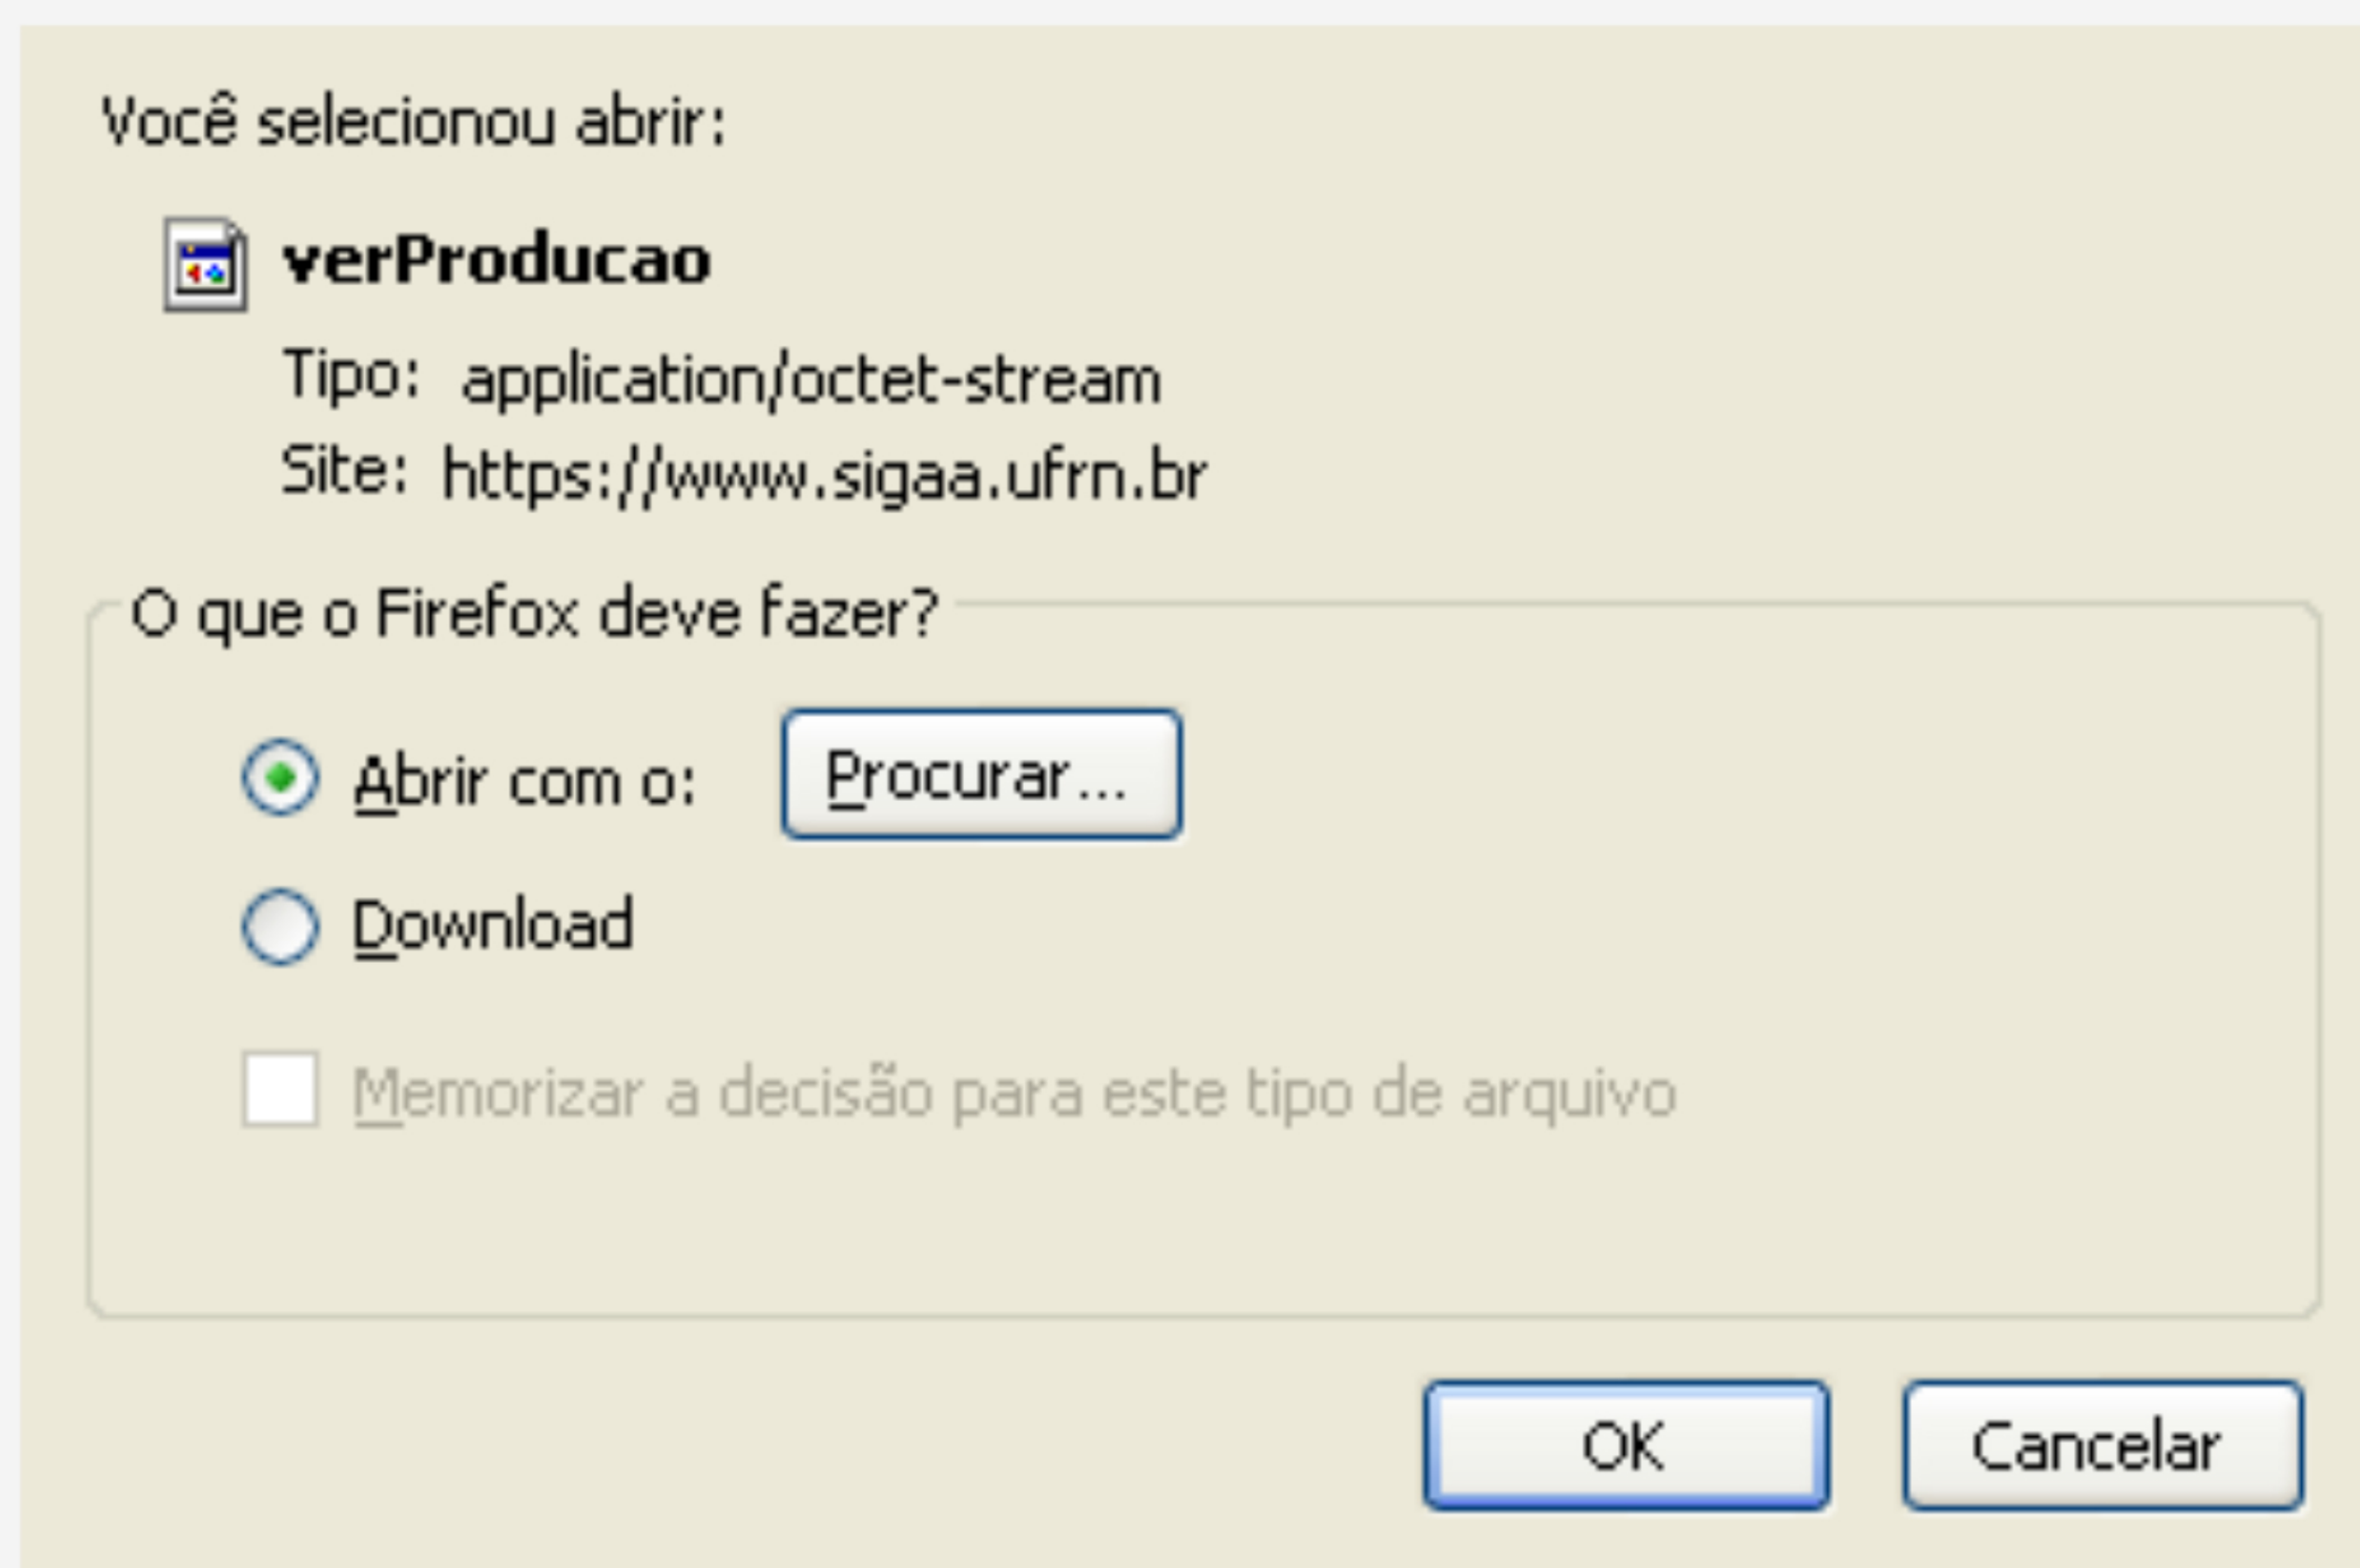 Você selecionou abrir:
verProducao
Tipo: application/octet-stream
Site: https://www.sigaa.ufrn.br
O que o Firefox deve fazer?
Abrir com o: Procurar...
Download
Memorizar a decisão para este tipo de arquivo
OK Cancelar